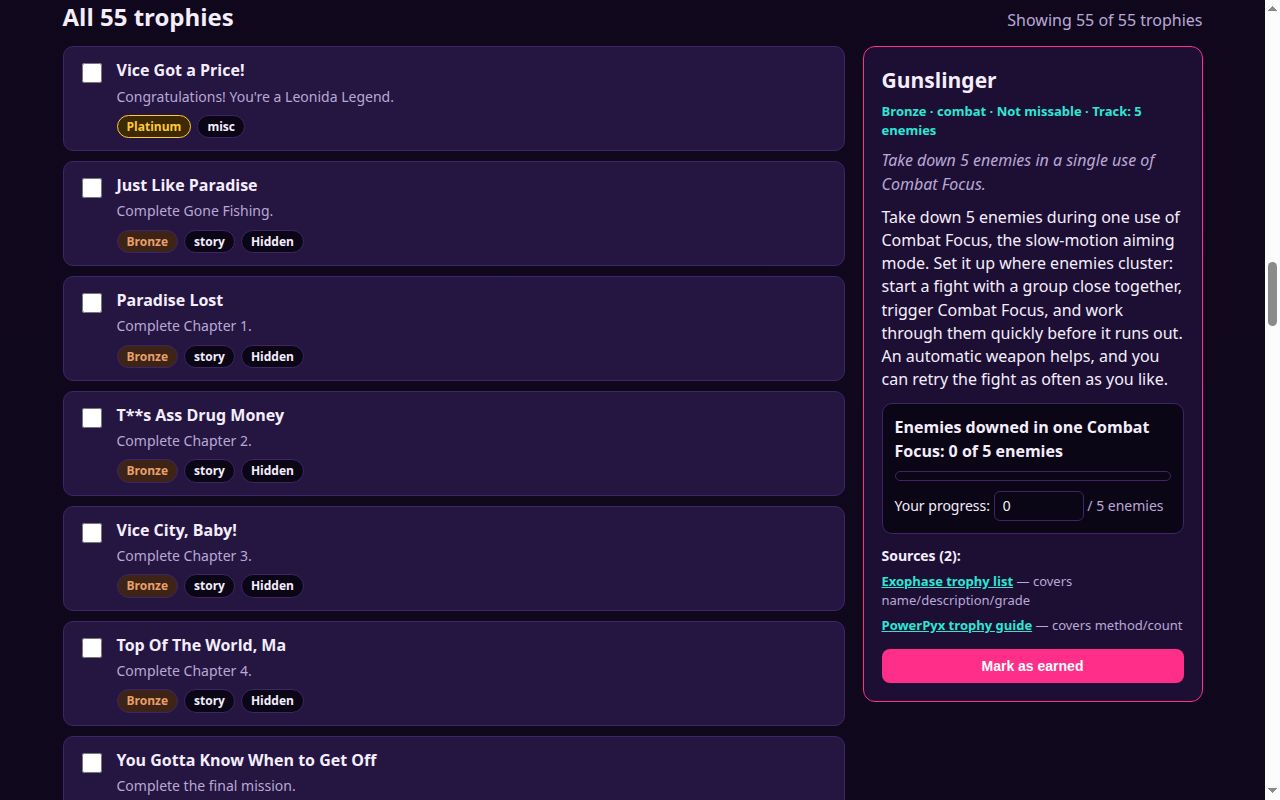 All 55 trophies
Showing 55 of 55 trophies
Vice Got a Price!
Congratulations! You're a Leonida Legend.
Platinum
misc
Just Like Paradise
Complete Gone Fishing.
Bronze
story
Hidden
Paradise Lost
Complete Chapter 1.
Bronze
story
Hidden
T**s Ass Drug Money
Complete Chapter 2.
Bronze
story
Hidden
Vice City, Baby!
Complete Chapter 3.
Bronze
story
Hidden
Top Of The World, Ma
Complete Chapter 4.
Bronze
story
Hidden
You Gotta Know When to Get Off
Complete the final mission.
Gunslinger
Bronze · combat · Not missable · Track: 5
enemies
Take down 5 enemies in a single use of
Combat Focus.
Take down 5 enemies during one use of
Combat Focus, the slow-motion aiming
mode. Set it up where enemies cluster:
start a fight with a group close together,
trigger Combat Focus, and work
through them quickly before it runs out.
An automatic weapon helps, and you
can retry the fight as often as you like.
Enemies downed in one Combat
Focus: 0 of 5 enemies
Your progress: 0 / 5 enemies
Sources (2):
Exophase trophy list — covers
name/description/grade
PowerPyx trophy guide — covers method/count
Mark as earned